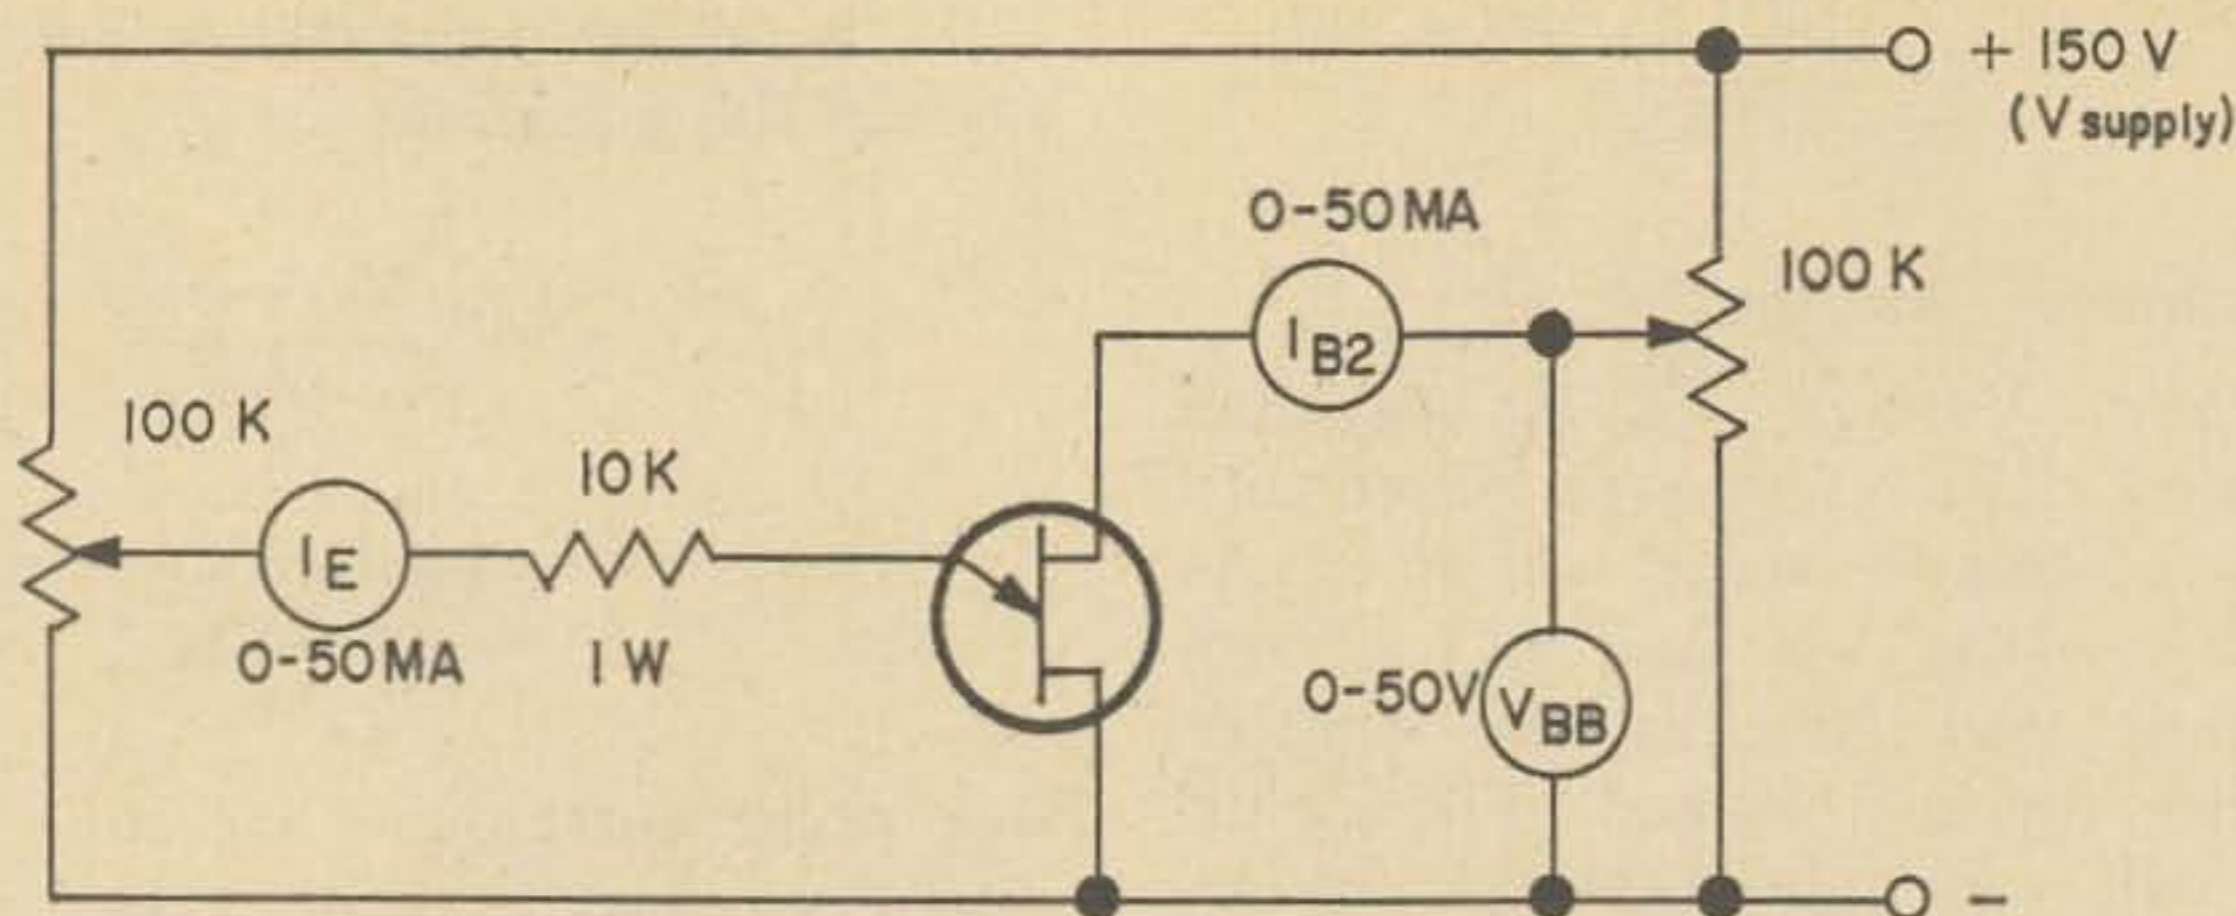 + 150 V
(V supply)
0-50 MA
100 K
I B2
100 K
10 K
I E
0-50 MA
1 W
0-50V
V BB
-